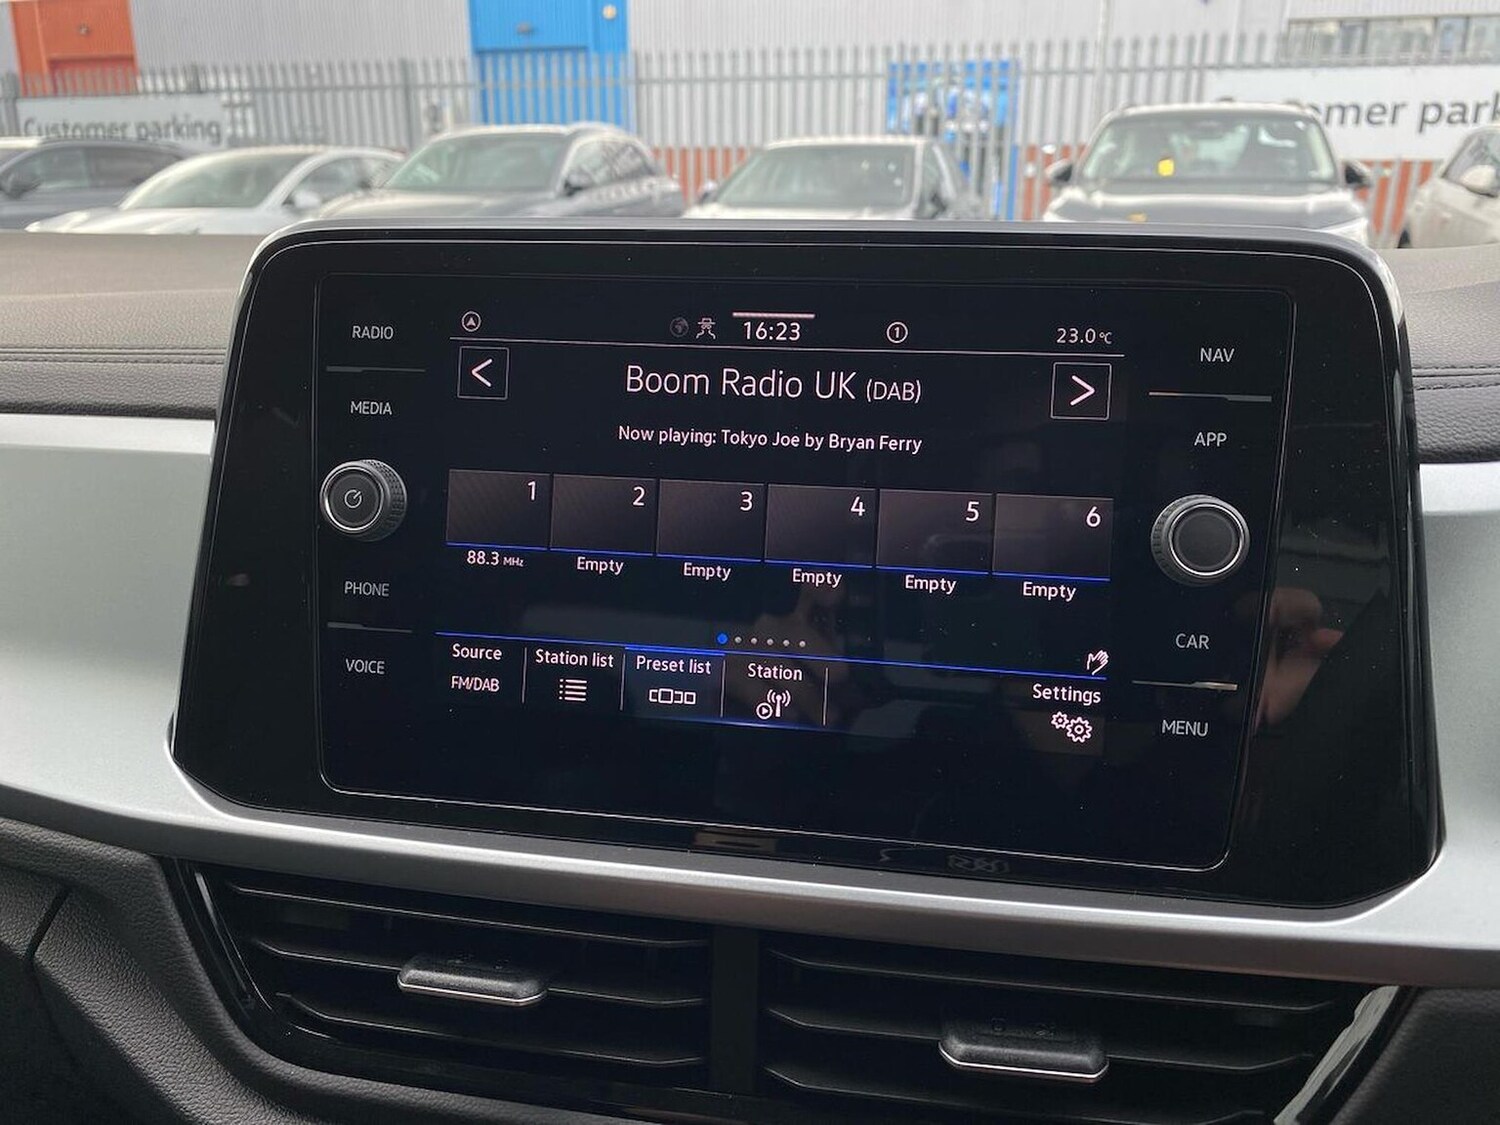 Customer parking
mer park
RADIO
MEDIA
PHONE
VOICE
16:23
1
23.0°C
Boom Radio UK (DAB)
Now playing: Tokyo Joe by Bryan Ferry
1 2 3 4 5 6
88.3 MHz Empty Empty Empty Empty Empty
Source Station list Preset list Station Settings
FM/DAB
NAV
APP
CAR
MENU